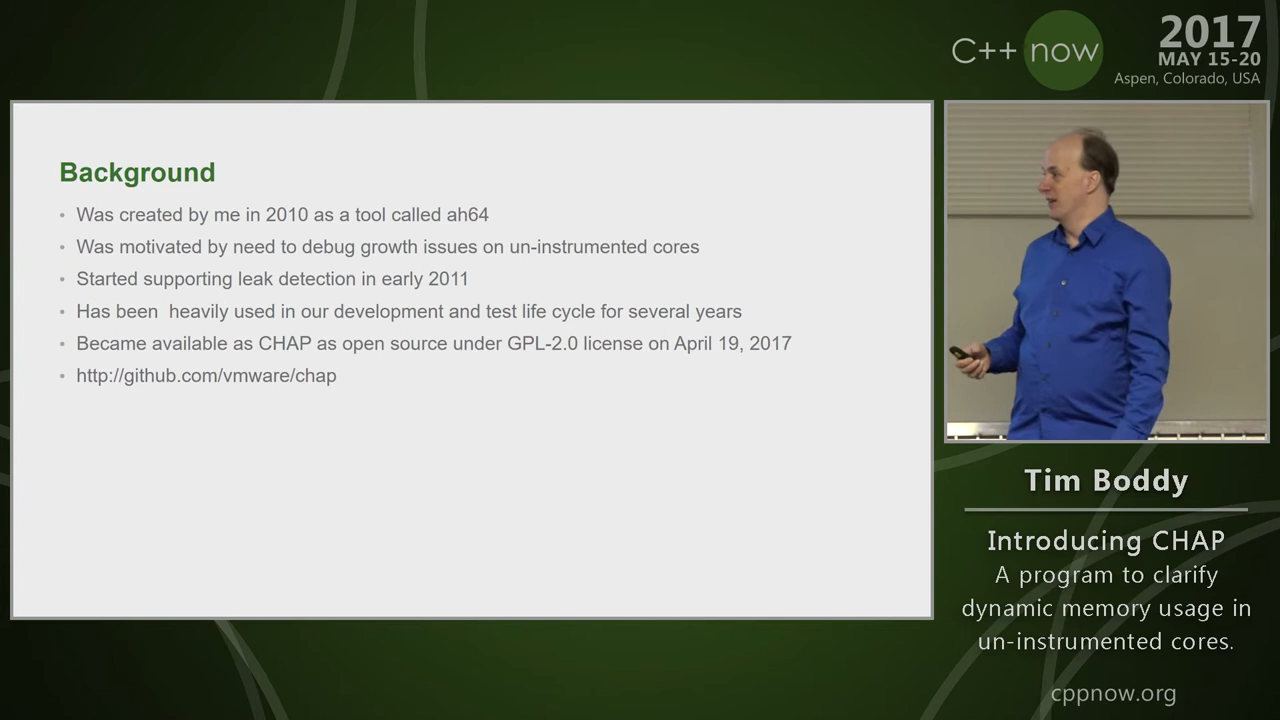 C++ now
2017
MAY 15-20
Aspen, Colorado, USA
Background
• Was created by me in 2010 as a tool called ah64
• Was motivated by need to debug growth issues on un-instrumented cores
• Started supporting leak detection in early 2011
• Has been  heavily used in our development and test life cycle for several years
• Became available as CHAP as open source under GPL-2.0 license on April 19, 2017
• http://github.com/vmware/chap
Tim Boddy
Introducing CHAP
A program to clarify
dynamic memory usage in
un-instrumented cores.
cppnow.org